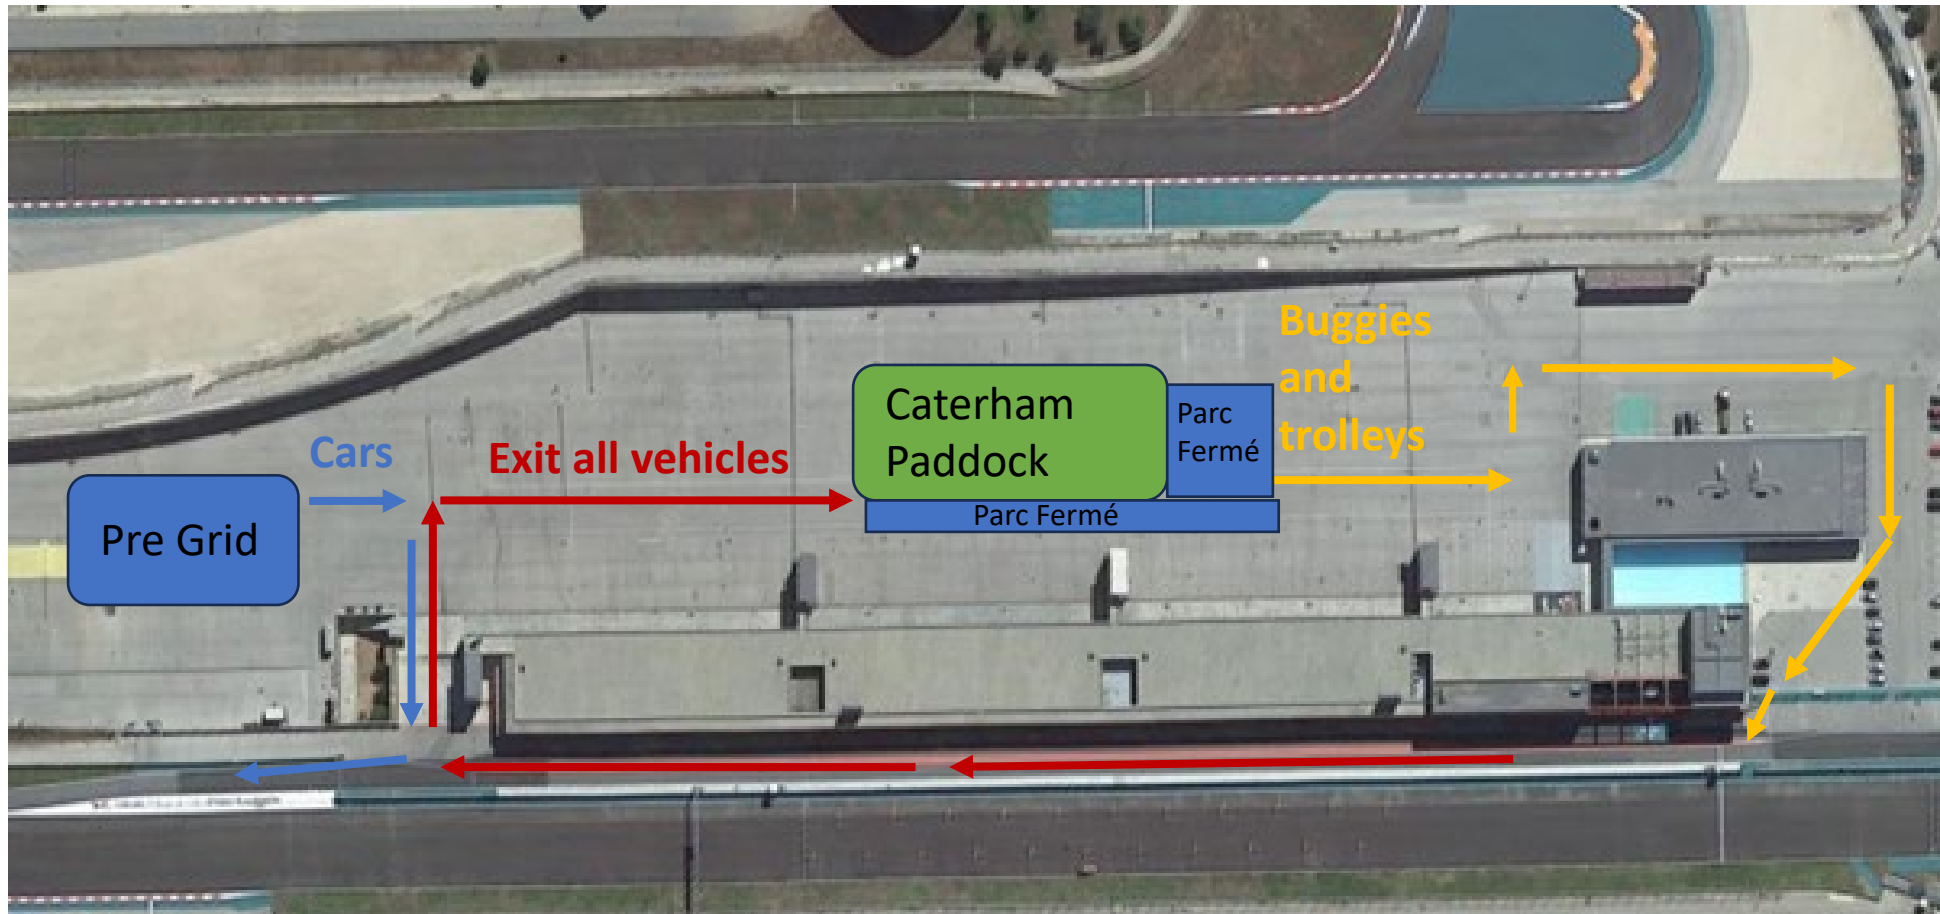 Buggies
and
trolleys
Caterham
Paddock
Parc
Fermé
Cars
Exit all vehicles
Parc Fermé
Pre Grid